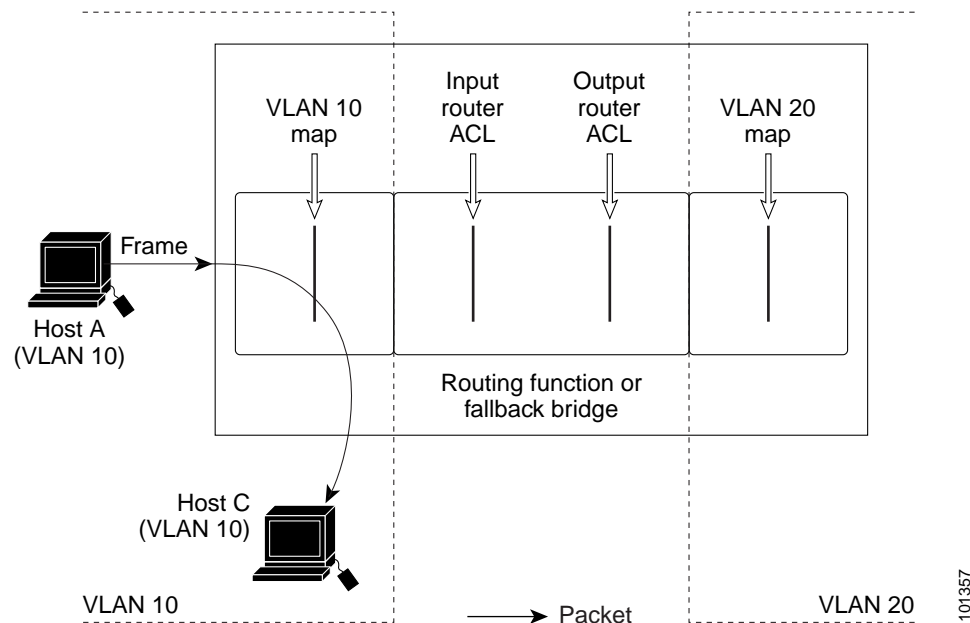 VLAN 10
map
Input
router
ACL
Output
router
ACL
VLAN 20
map
Frame
Host A
(VLAN 10)
Routing function or
fallback bridge
Host C
(VLAN 10)
VLAN 10
Packet
VLAN 20
101357